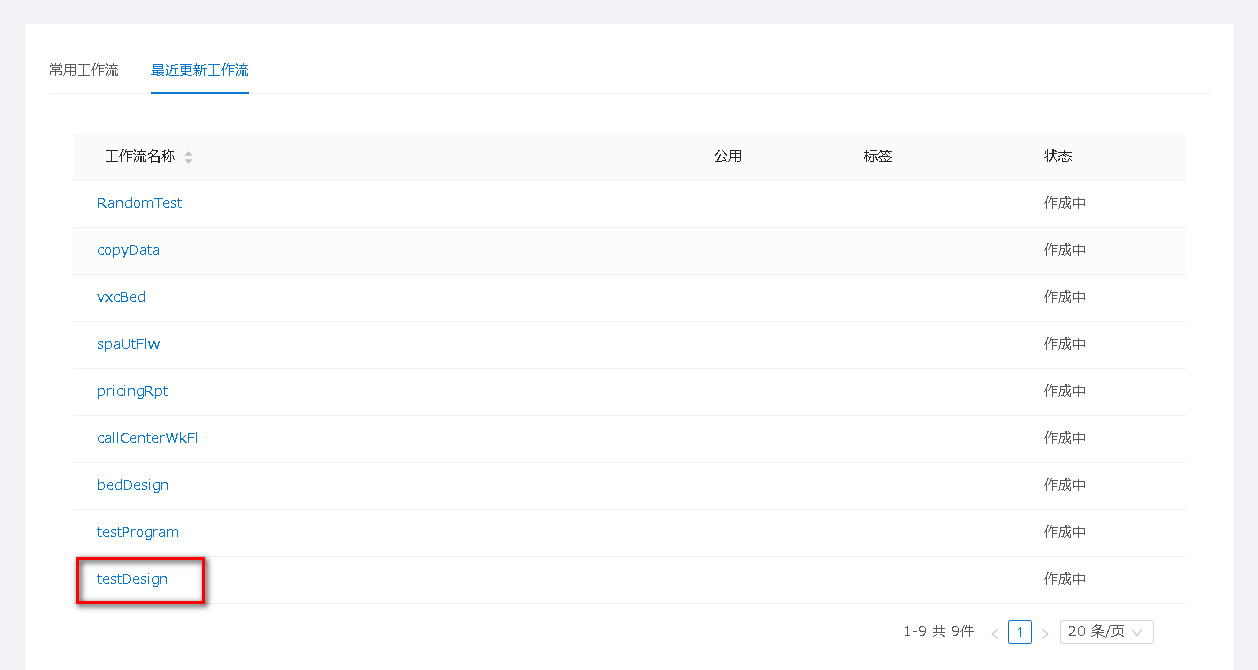 常用工作流 最近更新工作流
工作流名称 公用 标签 状态
RandomTest 作成中
copyData 作成中
vxcBed 作成中
spaUtFlw 作成中
pricingRpt 作成中
callCenterWkFl 作成中
bedDesign 作成中
testProgram 作成中
testDesign 作成中
1-9 共 9件 < 1 > 20 条/页